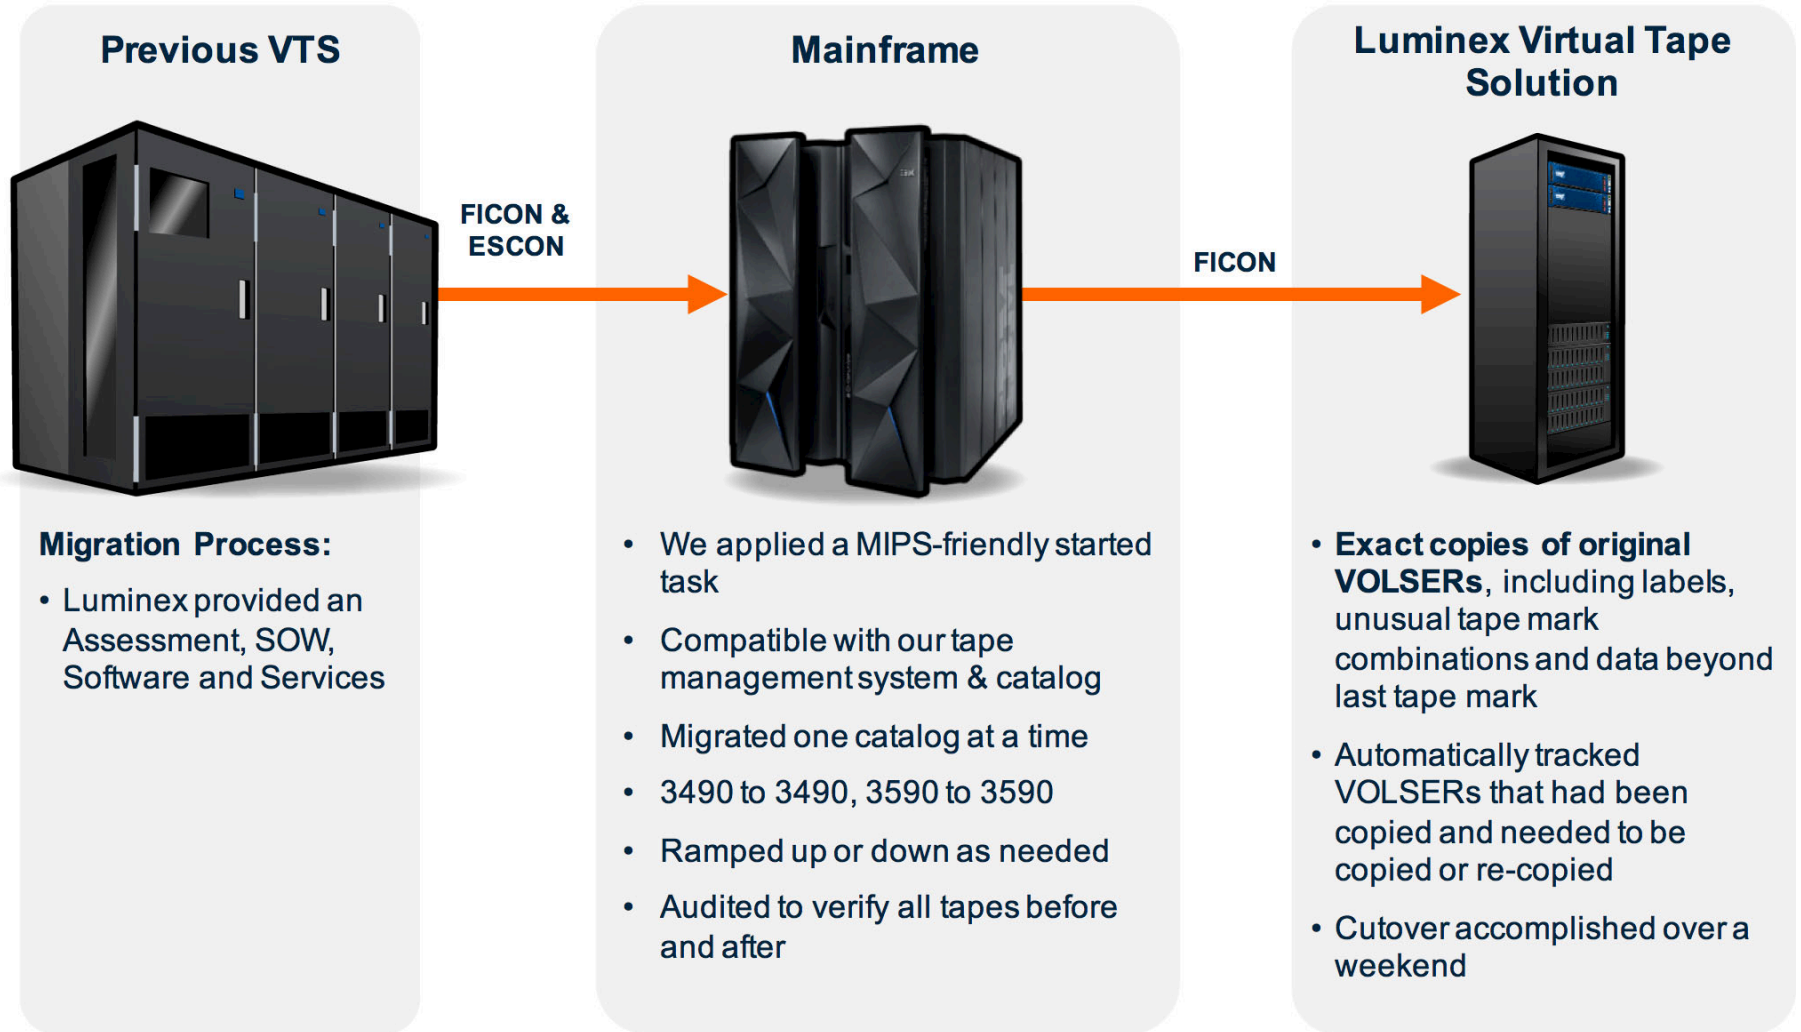 Previous VTS
Mainframe
Luminex Virtual Tape
Solution
FICON &
ESCON
FICON
IBM
Migration Process:
• Luminex provided an
Assessment, SOW,
Software and Services
• We applied a MIPS-friendly started
task
• Compatible with our tape
management system & catalog
• Migrated one catalog at a time
• 3490 to 3490, 3590 to 3590
• Ramped up or down as needed
• Audited to verify all tapes before
and after
• Exact copies of original
VOLSERs, including labels,
unusual tape mark
combinations and data beyond
last tape mark
• Automatically tracked
VOLSERs that had been
copied and needed to be
copied or re-copied
• Cutover accomplished over a
weekend